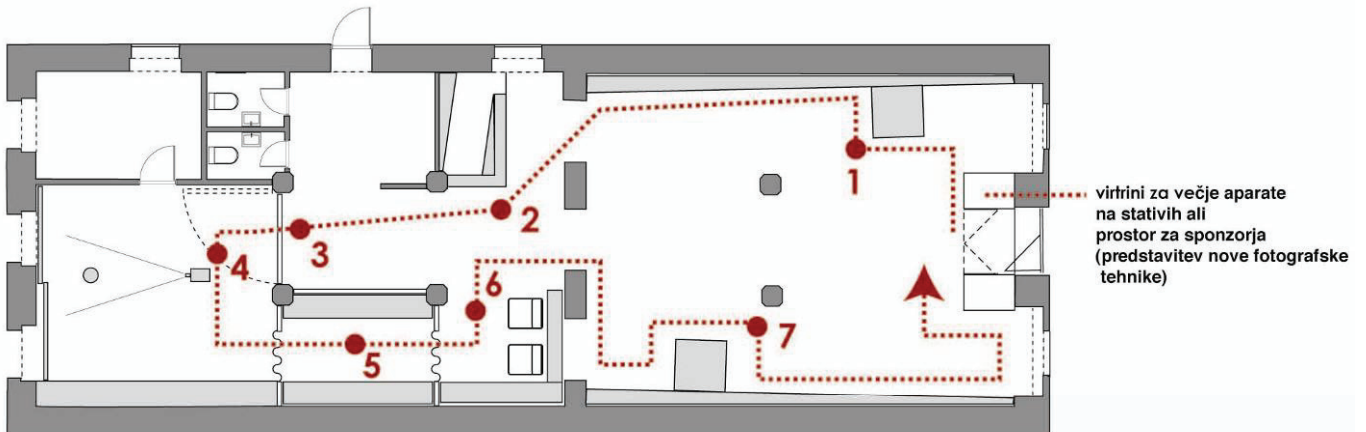 1
2
3
4
5
6
7
virtrini za večje aparate
na stativih ali
prostor za sponzorja
(predstavitev nove fotografske
tehnike)